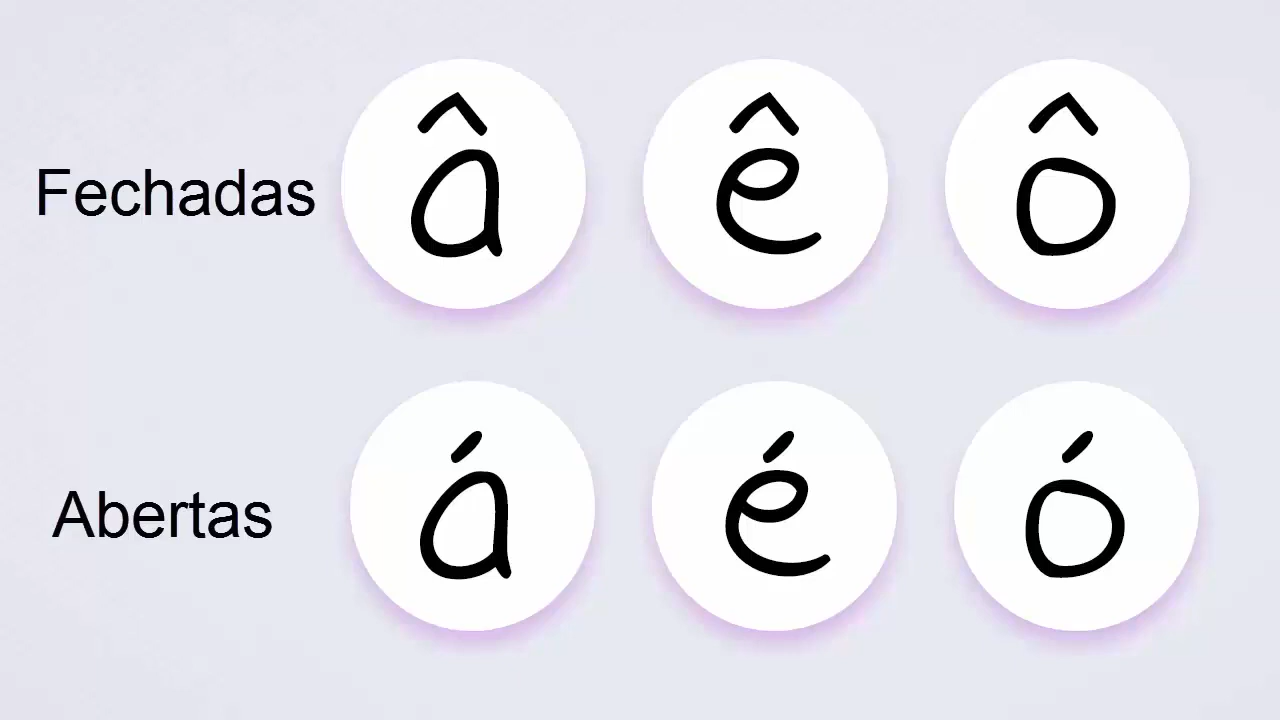 Fechadas â ê ô
Abertas á é ó